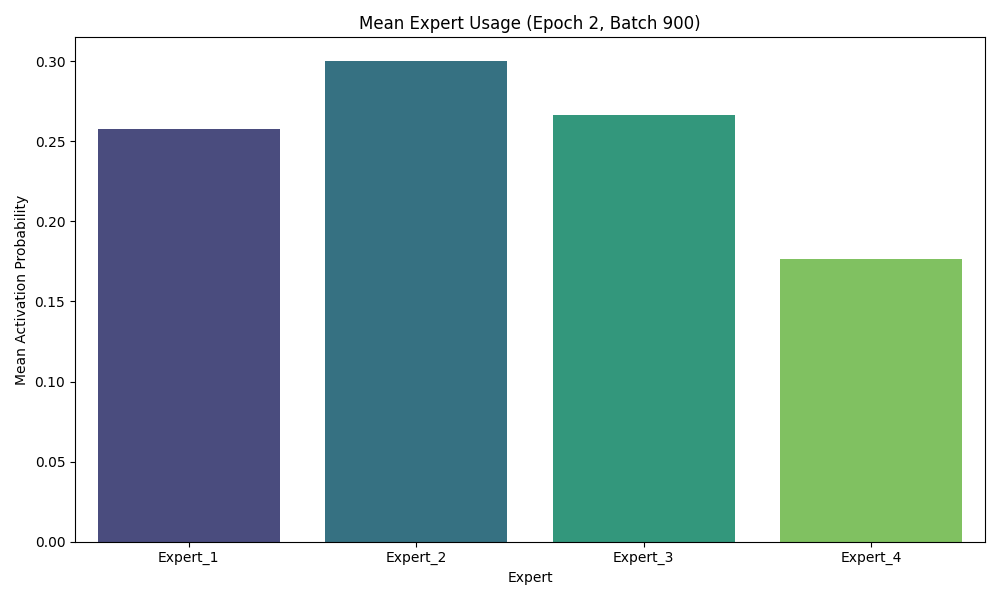 Mean Expert Usage (Epoch 2, Batch 900)
Mean Activation Probability
0.30
0.25
0.20
0.15
0.10
0.05
0.00
Expert_1 Expert_2 Expert_3 Expert_4
Expert